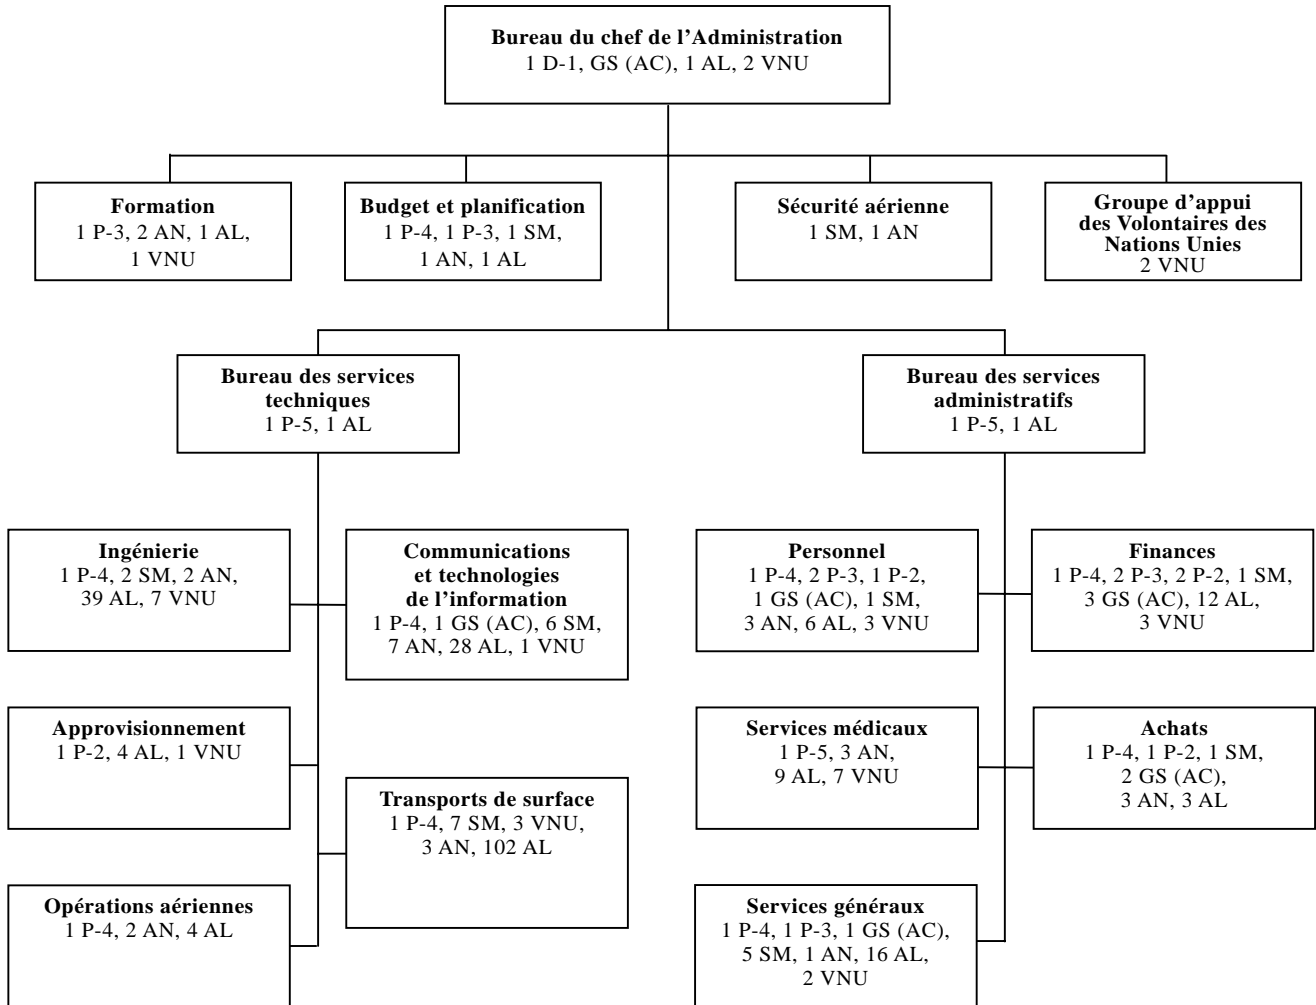 Bureau du chef de l’Administration
1 D-1, GS (AC), 1 AL, 2 VNU
Formation
1 P-3, 2 AN, 1 AL,
1 VNU
Budget et planification
1 P-4, 1 P-3, 1 SM,
1 AN, 1 AL
Sécurité aérienne
1 SM, 1 AN
Groupe d’appui
des Volontaires des
Nations Unies
2 VNU
Bureau des services
techniques
1 P-5, 1 AL
Bureau des services
administratifs
1 P-5, 1 AL
Ingénierie
1 P-4, 2 SM, 2 AN,
39 AL, 7 VNU
Communications
et technologies
de l’information
1 P-4, 1 GS (AC), 6 SM,
7 AN, 28 AL, 1 VNU
Personnel
1 P-4, 2 P-3, 1 P-2,
1 GS (AC), 1 SM,
3 AN, 6 AL, 3 VNU
Finances
1 P-4, 2 P-3, 2 P-2, 1 SM,
3 GS (AC), 12 AL,
3 VNU
Approvisionnement
1 P-2, 4 AL, 1 VNU
Transports de surface
1 P-4, 7 SM, 3 VNU,
3 AN, 102 AL
Services médicaux
1 P-5, 3 AN,
9 AL, 7 VNU
Achats
1 P-4, 1 P-2, 1 SM,
2 GS (AC),
3 AN, 3 AL
Opérations aériennes
1 P-4, 2 AN, 4 AL
Services généraux
1 P-4, 1 P-3, 1 GS (AC),
5 SM, 1 AN, 16 AL,
2 VNU